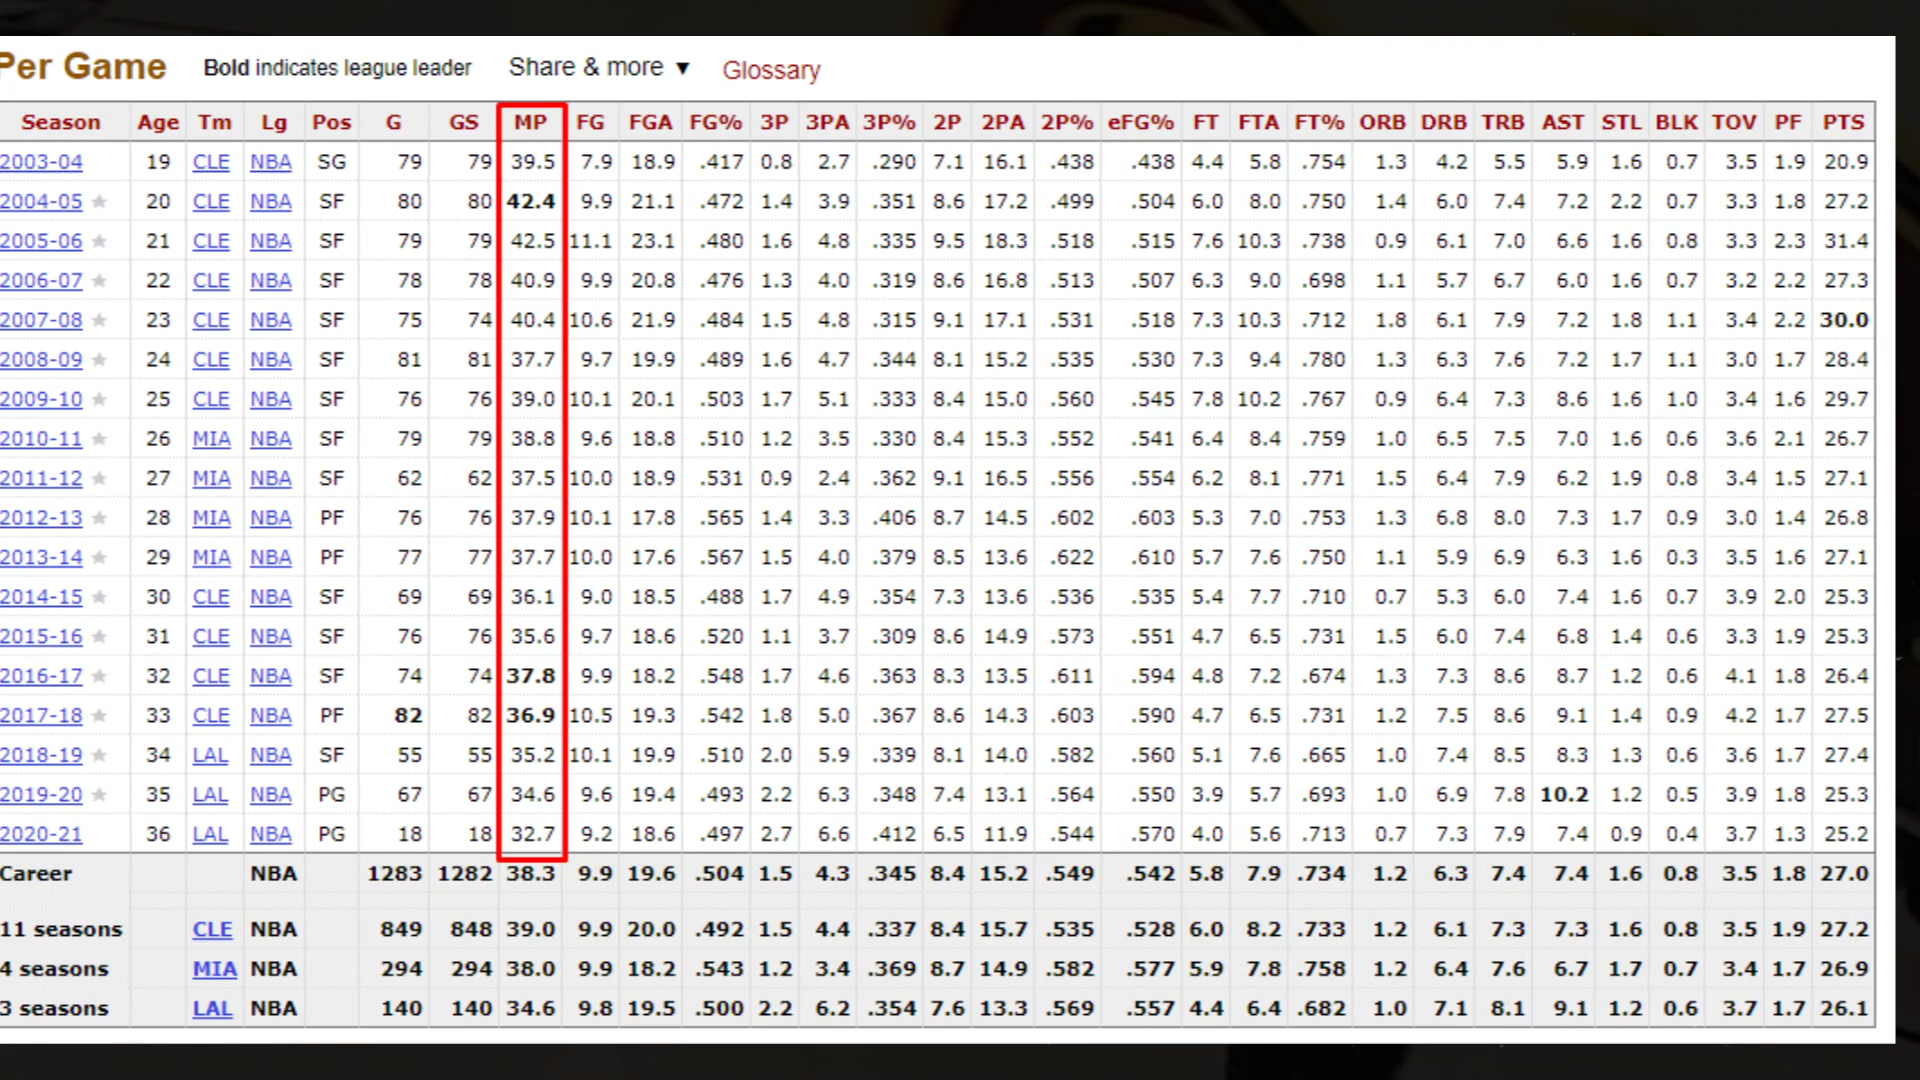 Per Game Bold indicates league leader Share & more ▼ Glossary
Season Age Tm Lg Pos G GS MP FG FGA FG% 3P 3PA 3P% 2P 2PA 2P% eFG% FT FTA FT% ORB DRB TRB AST STL BLK TOV PF PTS
2003-04 19 CLE NBA SG 79 79 39.5 7.9 18.9 .417 0.8 2.7 .290 7.1 16.1 .438 .438 4.4 5.8 .754 1.3 4.2 5.5 5.9 1.6 0.7 3.5 1.9 20.9
2004-05 ★ 20 CLE NBA SF 80 80 42.4 9.9 21.1 .472 1.4 3.9 .351 8.6 17.2 .499 .504 6.0 8.0 .750 1.4 6.0 7.4 7.2 2.2 0.7 3.3 1.8 27.2
2005-06 ★ 21 CLE NBA SF 79 79 42.5 11.1 23.1 .480 1.6 4.8 .335 9.5 18.3 .518 .515 7.6 10.3 .738 0.9 6.1 7.0 6.6 1.6 0.8 3.3 2.3 31.4
2006-07 ★ 22 CLE NBA SF 78 78 40.9 9.9 20.8 .476 1.3 4.0 .319 8.6 16.8 .513 .507 6.3 9.0 .698 1.1 5.7 6.7 6.0 1.6 0.7 3.2 2.2 27.3
2007-08 ★ 23 CLE NBA SF 75 74 40.4 10.6 21.9 .484 1.5 4.8 .315 9.1 17.1 .531 .518 7.3 10.3 .712 1.8 6.1 7.9 7.2 1.8 1.1 3.4 2.2 30.0
2008-09 ★ 24 CLE NBA SF 81 81 37.7 9.7 19.9 .489 1.6 4.7 .344 8.1 15.2 .535 .530 7.3 9.4 .780 1.3 6.3 7.6 7.2 1.7 1.1 3.0 1.7 28.4
2009-10 ★ 25 CLE NBA SF 76 76 39.0 10.1 20.1 .503 1.7 5.1 .333 8.4 15.0 .560 .545 7.8 10.2 .767 0.9 6.4 7.3 8.6 1.6 1.0 3.4 1.6 29.7
2010-11 ★ 26 MIA NBA SF 79 79 38.8 9.6 18.8 .510 1.2 3.5 .330 8.4 15.3 .552 .541 6.4 8.4 .759 1.0 6.5 7.5 7.0 1.6 0.6 3.6 2.1 26.7
2011-12 ★ 27 MIA NBA SF 62 62 37.5 10.0 18.9 .531 0.9 2.4 .362 9.1 16.5 .556 .554 6.2 8.1 .771 1.5 6.4 7.9 6.2 1.9 0.8 3.4 1.5 27.1
2012-13 ★ 28 MIA NBA PF 76 76 37.9 10.1 17.8 .565 1.4 3.3 .406 8.7 14.5 .602 .603 5.3 7.0 .753 1.3 6.8 8.0 7.3 1.7 0.9 3.0 1.4 26.8
2013-14 ★ 29 MIA NBA PF 77 77 37.7 10.0 17.6 .567 1.5 4.0 .379 8.5 13.6 .622 .610 5.7 7.6 .750 1.1 5.9 6.9 6.3 1.6 0.3 3.5 1.6 27.1
2014-15 ★ 30 CLE NBA SF 69 69 36.1 9.0 18.5 .488 1.7 4.9 .354 7.3 13.6 .536 .535 5.4 7.7 .710 0.7 5.3 6.0 7.4 1.6 0.7 3.9 2.0 25.3
2015-16 ★ 31 CLE NBA SF 76 76 35.6 9.7 18.6 .520 1.1 3.7 .309 8.6 14.9 .573 .551 4.7 6.5 .731 1.5 6.0 7.4 6.8 1.4 0.6 3.3 1.9 25.3
2016-17 ★ 32 CLE NBA SF 74 74 37.8 9.9 18.2 .548 1.7 4.6 .363 8.3 13.5 .611 .594 4.8 7.2 .674 1.3 7.3 8.6 8.7 1.2 0.6 4.1 1.8 26.4
2017-18 ★ 33 CLE NBA PF 82 82 36.9 10.5 19.3 .542 1.8 5.0 .367 8.6 14.3 .603 .590 4.7 6.5 .731 1.2 7.5 8.6 9.1 1.4 0.9 4.2 1.7 27.5
2018-19 ★ 34 LAL NBA SF 55 55 35.2 10.1 19.9 .510 2.0 5.9 .339 8.1 14.0 .582 .560 5.1 7.6 .665 1.0 7.4 8.5 8.3 1.3 0.6 3.6 1.7 27.4
2019-20 ★ 35 LAL NBA PG 67 67 34.6 9.6 19.4 .493 2.2 6.3 .348 7.4 13.1 .564 .550 3.9 5.7 .693 1.0 6.9 7.8 10.2 1.2 0.5 3.9 1.8 25.3
2020-21 36 LAL NBA PG 18 18 32.7 9.2 18.6 .497 2.7 6.6 .412 6.5 11.9 .544 .570 4.0 5.6 .713 0.7 7.3 7.9 7.4 0.9 0.4 3.7 1.3 25.2
Career NBA 1283 1282 38.3 9.9 19.6 .504 1.5 4.3 .345 8.4 15.2 .549 .542 5.8 7.9 .734 1.2 6.3 7.4 7.4 1.6 0.8 3.5 1.8 27.0
11 seasons CLE NBA 849 848 39.0 9.9 20.0 .492 1.5 4.4 .337 8.4 15.7 .535 .528 6.0 8.2 .733 1.2 6.1 7.3 7.3 1.6 0.8 3.5 1.9 27.2
4 seasons MIA NBA 294 294 38.0 9.9 18.2 .543 1.2 3.4 .369 8.7 14.9 .582 .577 5.9 7.8 .758 1.2 6.4 7.6 6.7 1.7 0.7 3.4 1.7 26.9
3 seasons LAL NBA 140 140 34.6 9.8 19.5 .500 2.2 6.2 .354 7.6 13.3 .569 .557 4.4 6.4 .682 1.0 7.1 8.1 9.1 1.2 0.6 3.7 1.7 26.1